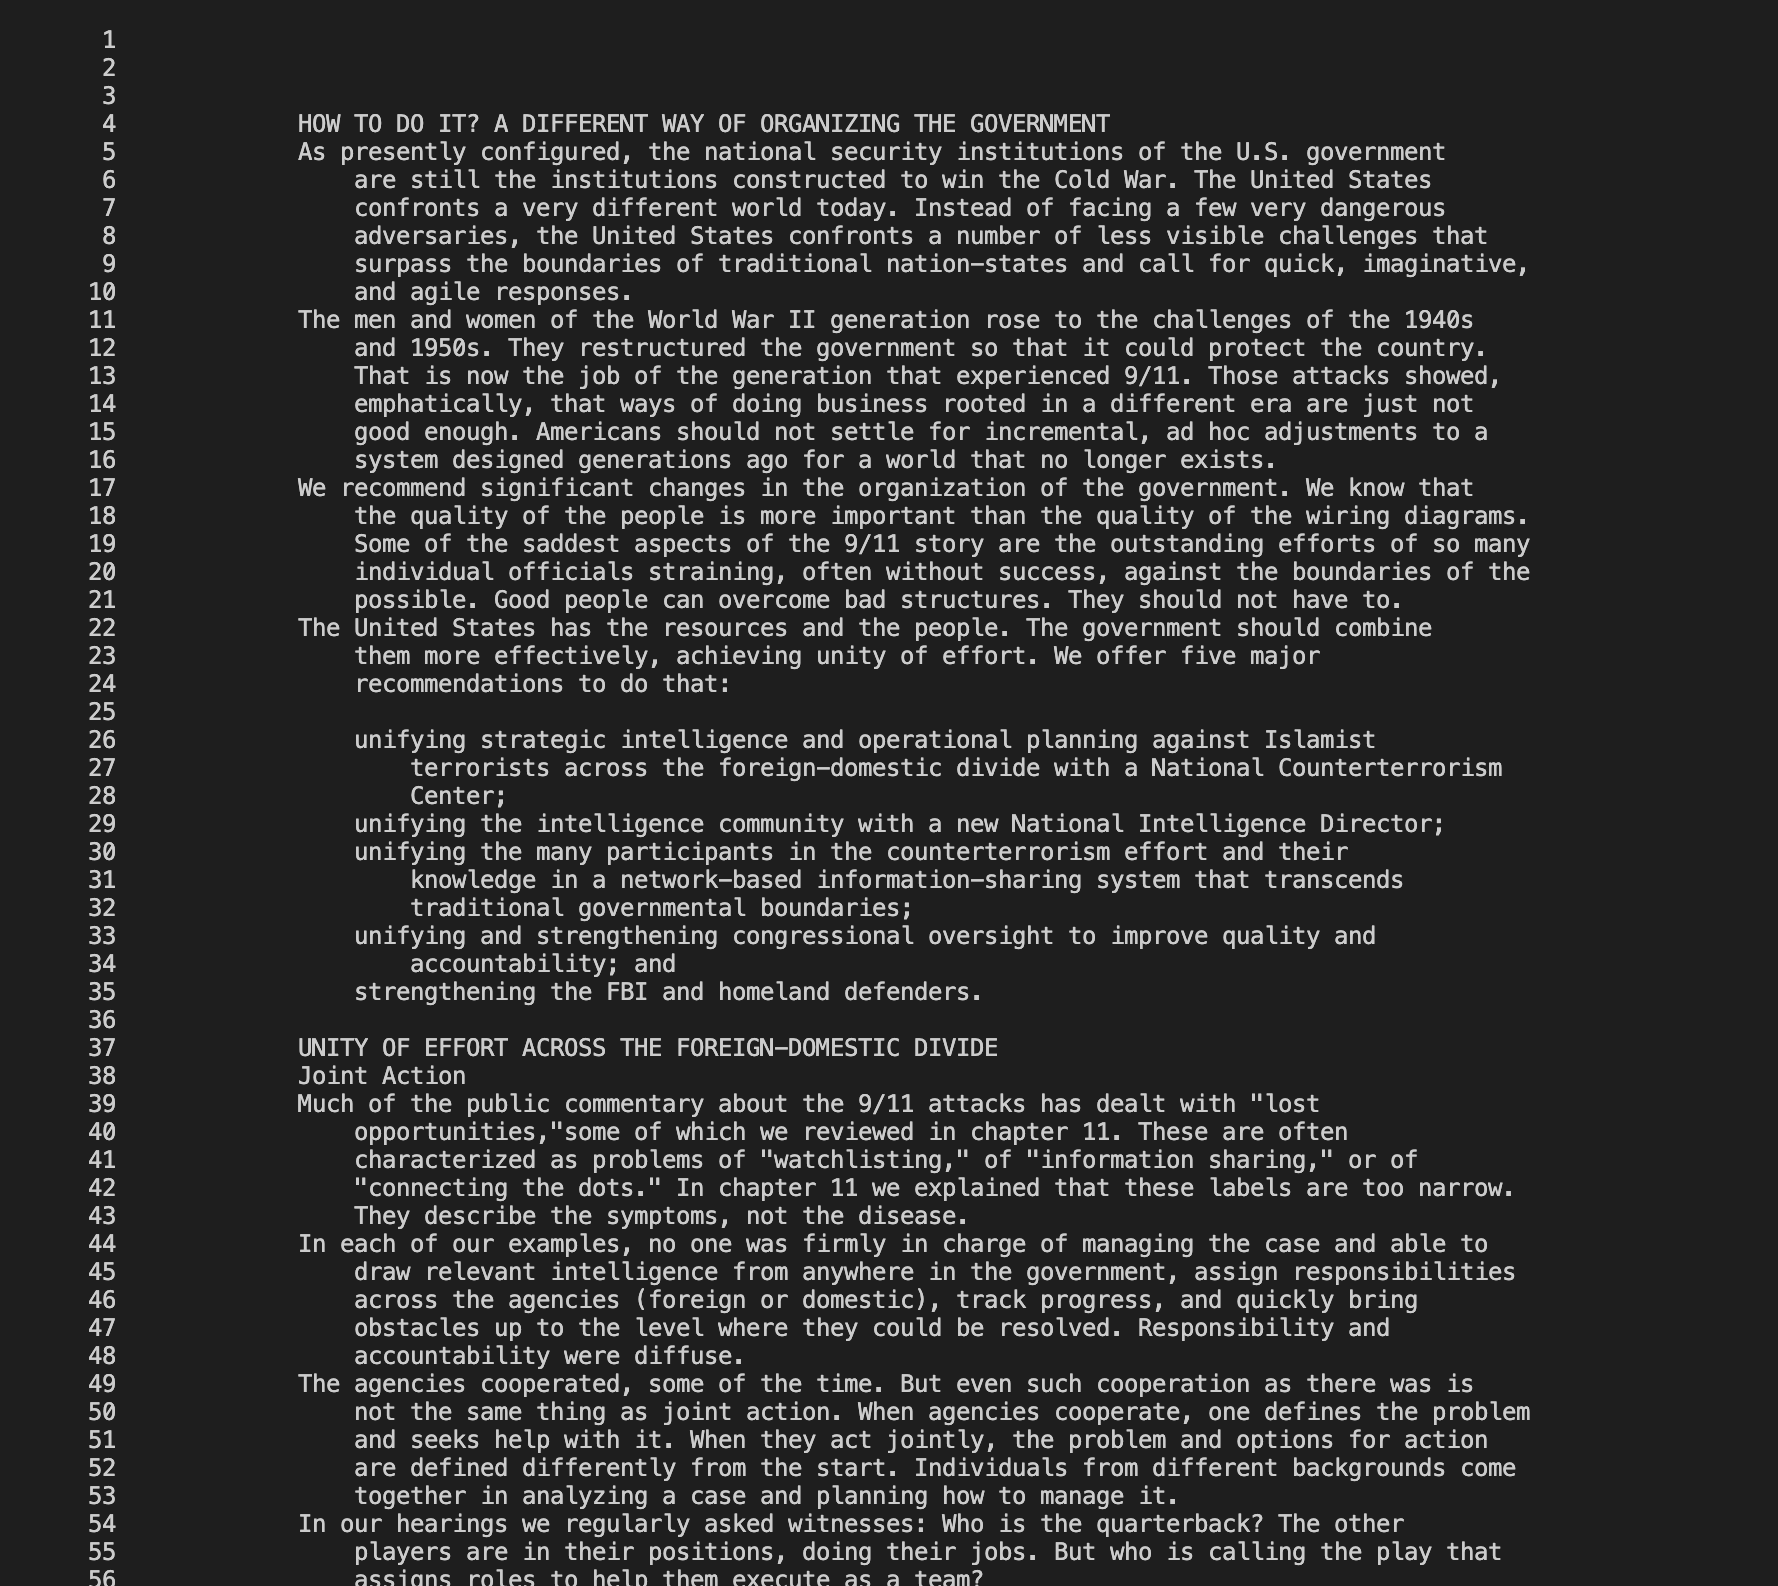 1
2
3
4 HOW TO DO IT? A DIFFERENT WAY OF ORGANIZING THE GOVERNMENT
5 As presently configured, the national security institutions of the U.S. government
6 are still the institutions constructed to win the Cold War. The United States
7 confronts a very different world today. Instead of facing a few very dangerous
8 adversaries, the United States confronts a number of less visible challenges that
9 surpass the boundaries of traditional nation-states and call for quick, imaginative,
10 and agile responses.
11 The men and women of the World War II generation rose to the challenges of the 1940s
12 and 1950s. They restructured the government so that it could protect the country.
13 That is now the job of the generation that experienced 9/11. Those attacks showed,
14 emphatically, that ways of doing business rooted in a different era are just not
15 good enough. Americans should not settle for incremental, ad hoc adjustments to a
16 system designed generations ago for a world that no longer exists.
17 We recommend significant changes in the organization of the government. We know that
18 the quality of the people is more important than the quality of the wiring diagrams.
19 Some of the saddest aspects of the 9/11 story are the outstanding efforts of so many
20 individual officials straining, often without success, against the boundaries of the
21 possible. Good people can overcome bad structures. They should not have to.
22 The United States has the resources and the people. The government should combine
23 them more effectively, achieving unity of effort. We offer five major
24 recommendations to do that:
25
26 unifying strategic intelligence and operational planning against Islamist
27 terrorists across the foreign-domestic divide with a National Counterterrorism
28 Center;
29 unifying the intelligence community with a new National Intelligence Director;
30 unifying the many participants in the counterterrorism effort and their
31 knowledge in a network-based information-sharing system that transcends
32 traditional governmental boundaries;
33 unifying and strengthening congressional oversight to improve quality and
34 accountability; and
35 strengthening the FBI and homeland defenders.
36
37 UNITY OF EFFORT ACROSS THE FOREIGN-DOMESTIC DIVIDE
38 Joint Action
39 Much of the public commentary about the 9/11 attacks has dealt with "lost
40 opportunities,"some of which we reviewed in chapter 11. These are often
41 characterized as problems of "watchlisting," of "information sharing," or of
42 "connecting the dots." In chapter 11 we explained that these labels are too narrow.
43 They describe the symptoms, not the disease.
44 In each of our examples, no one was firmly in charge of managing the case and able to
45 draw relevant intelligence from anywhere in the government, assign responsibilities
46 across the agencies (foreign or domestic), track progress, and quickly bring
47 obstacles up to the level where they could be resolved. Responsibility and
48 accountability were diffuse.
49 The agencies cooperated, some of the time. But even such cooperation as there was is
50 not the same thing as joint action. When agencies cooperate, one defines the problem
51 and seeks help with it. When they act jointly, the problem and options for action
52 are defined differently from the start. Individuals from different backgrounds come
53 together in analyzing a case and planning how to manage it.
54 In our hearings we regularly asked witnesses: Who is the quarterback? The other
55 players are in their positions, doing their jobs. But who is calling the play that
56 assigns roles to help them execute as a team?